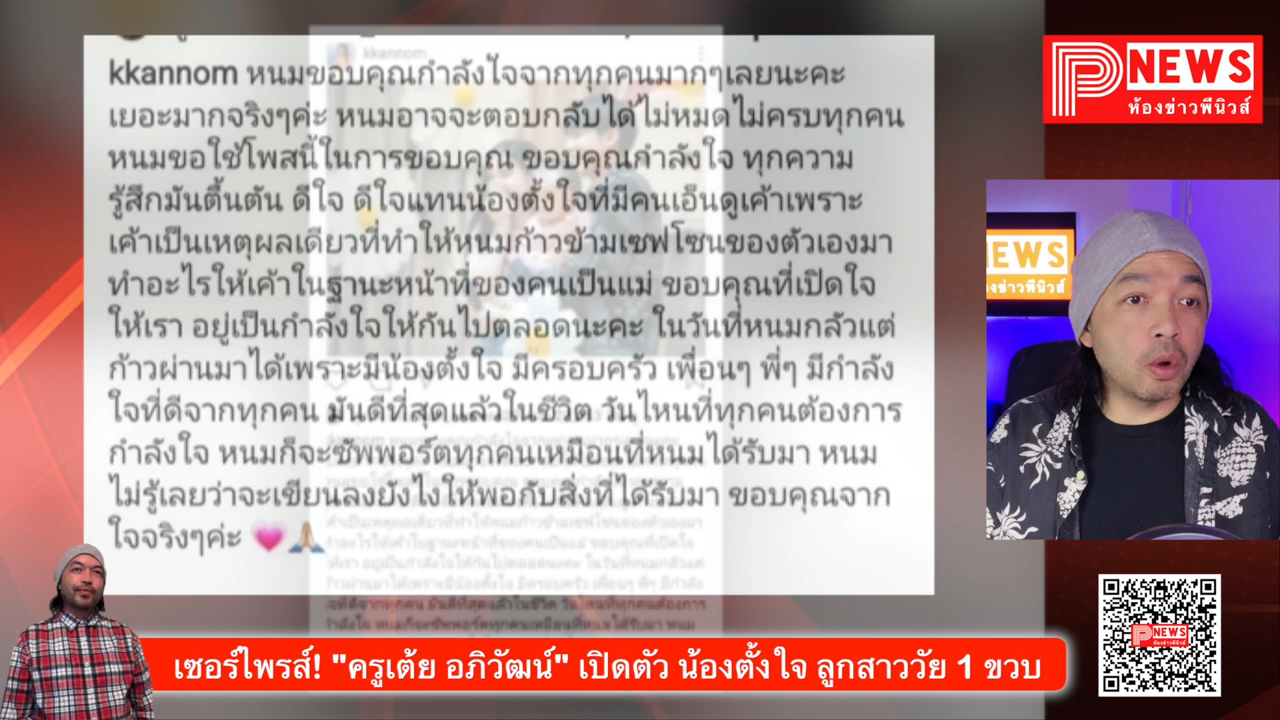 kkannom หนมขอบคุณกำลังใจจากทุกคนมากๆเลยนะคะ
เยอะมากจริงๆค่ะ หนมอาจจะตอบกลับได้ไม่หมดไม่ครบทุกคน
หนมขอใช้โพสนี้ในการขอบคุณ ขอบคุณกำลังใจ ทุกความ
รู้สึกมันตื้นตัน ดีใจ ดีใจแทนน้องตั้งใจที่มีคนเอ็นดูเค้าเพราะ
เค้าเป็นเหตุผลเดียวที่ทำให้หนมก้าวข้ามเซฟโซนของตัวเองมา
ทำอะไรให้เค้าในฐานะหน้าที่ของคนเป็นแม่ ขอบคุณที่เปิดใจ
ให้เรา อยู่เป็นกำลังใจให้กันไปตลอดนะคะ ในวันที่หนมกลัวแต่
ก้าวผ่านมาได้เพราะมีน้องตั้งใจ มีครอบครัว เพื่อนๆ พี่ๆ มีกำลัง
ใจที่ดีจากทุกคน มันดีที่สุดแล้วในชีวิต วันไหนที่ทุกคนต้องการ
กำลังใจ หนมก็จะซัพพอร์ตทุกคนเหมือนที่หนมได้รับมา หนม
ไม่รู้เลยว่าจะเขียนลงยังไงให้พอกับสิ่งที่ได้รับมา ขอบคุณจาก
ใจจริงๆค่ะ 💗🙏🏼
P NEWS
ห้องข่าวพีนิวส์
EWS
องข่าวพีนิวส์
PNEWS
ห้องข่าวพีนิวส์
เซอร์ไพรส์! "ครูเต้ย อภิวัฒน์" เปิดตัว น้องตั้งใจ ลูกสาววัย 1 ขวบ